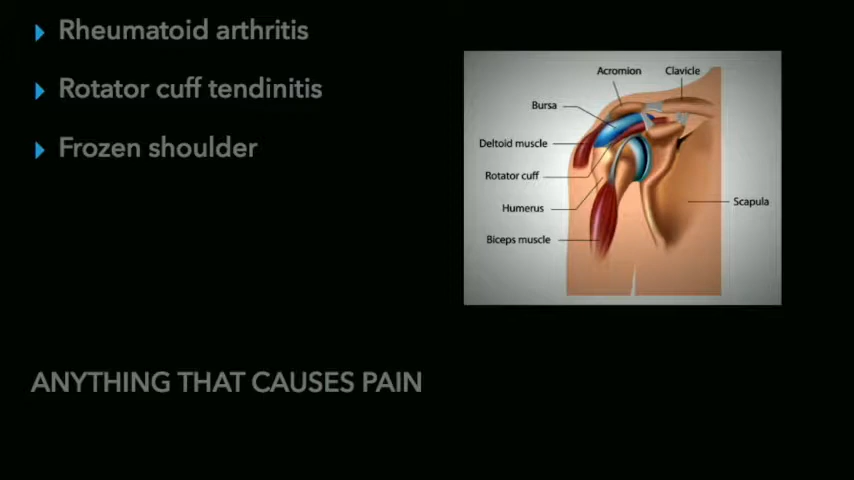 Rheumatoid arthritis
Rotator cuff tendinitis
Frozen shoulder
Acromion
Clavicle
Bursa
Deltoid muscle
Rotator cuff
Humerus
Scapula
Biceps muscle
ANYTHING THAT CAUSES PAIN